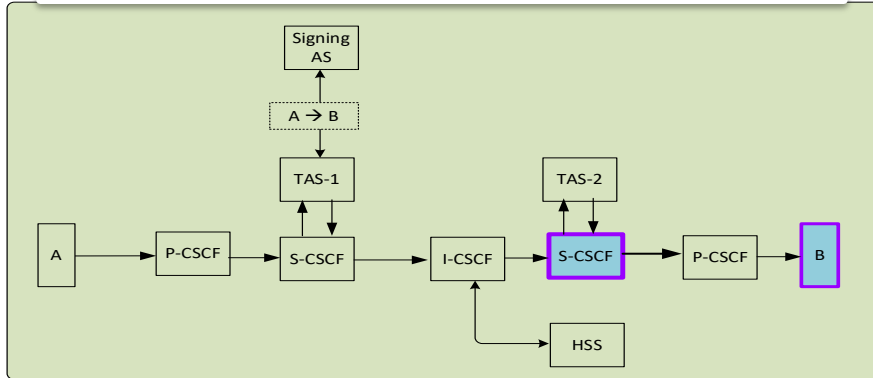 Signing
AS
A → B
TAS-1
TAS-2
A
P-CSCF
S-CSCF
I-CSCF
S-CSCF
P-CSCF
B
HSS